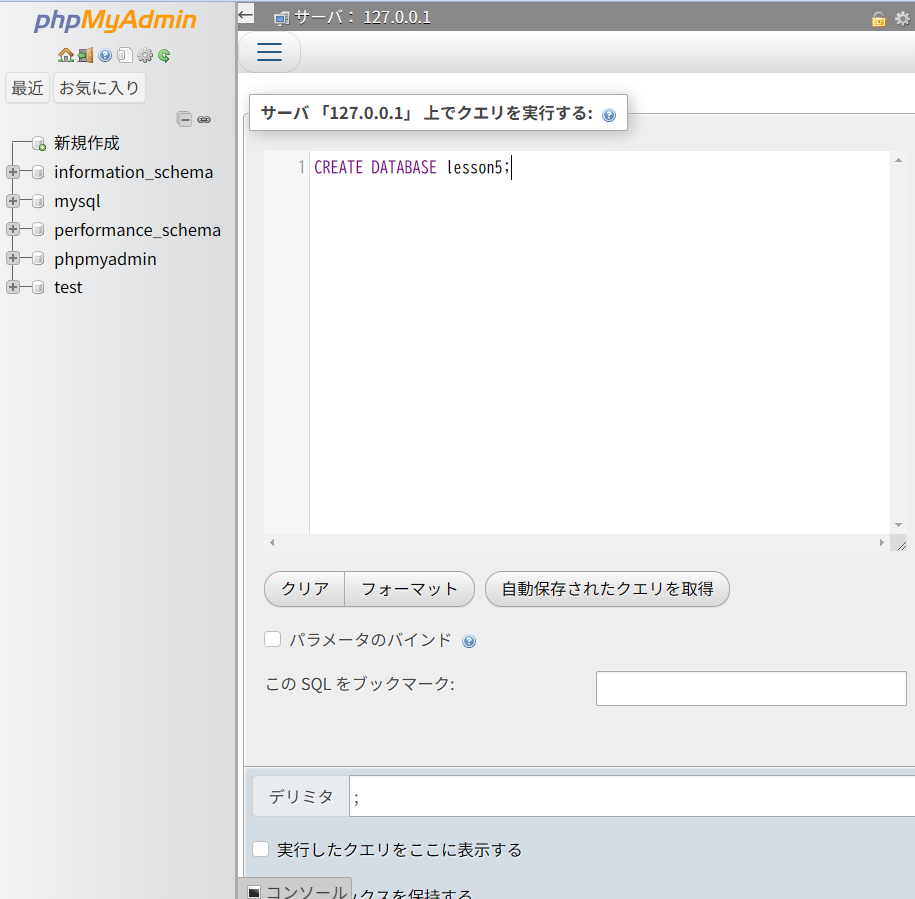 phpMyAdmin
最近 お気に入り
新規作成
information_schema
mysql
performance_schema
phpmyadmin
test
サーバ: 127.0.0.1
サーバ 「127.0.0.1」 上でクエリを実行する:
1 CREATE DATABASE lesson5;
クリア フォーマット 自動保存されたクエリを取得
パラメータのバインド
この SQL をブックマーク:
デリミタ ;
実行したクエリをここに表示する
コンソール
クスを保持する